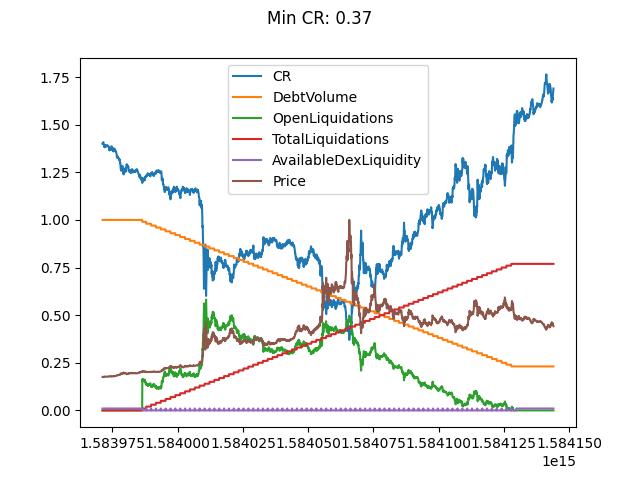 Min CR: 0.37
1.75
1.50
1.25
1.00
0.75
0.50
0.25
0.00
CR
DebtVolume
OpenLiquidations
TotalLiquidations
AvailableDexLiquidity
Price
1.583975 1.584000 1.584025 1.584050 1.584075 1.584100 1.584125 1.584150
1e15